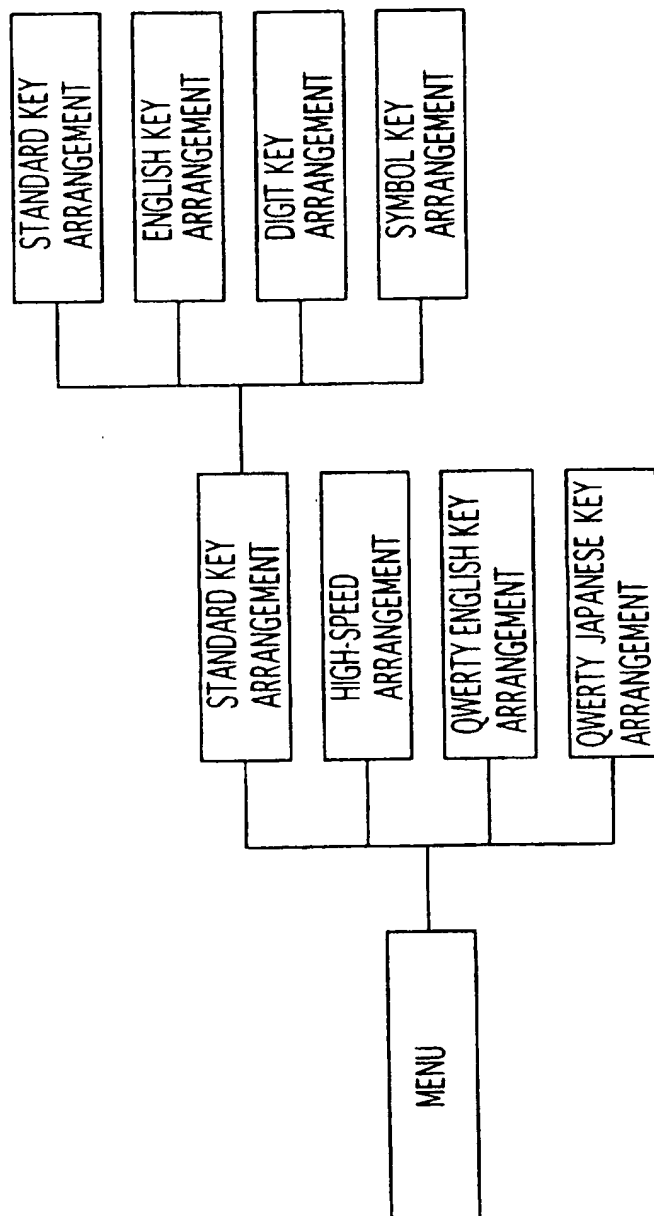 MENU
STANDARD KEY
ARRANGEMENT
HIGH-SPEED
ARRANGEMENT
QWERTY ENGLISH KEY
ARRANGEMENT
QWERTY JAPANESE KEY
ARRANGEMENT
STANDARD KEY
ARRANGEMENT
ENGLISH KEY
ARRANGEMENT
DIGIT KEY
ARRANGEMENT
SYMBOL KEY
ARRANGEMENT